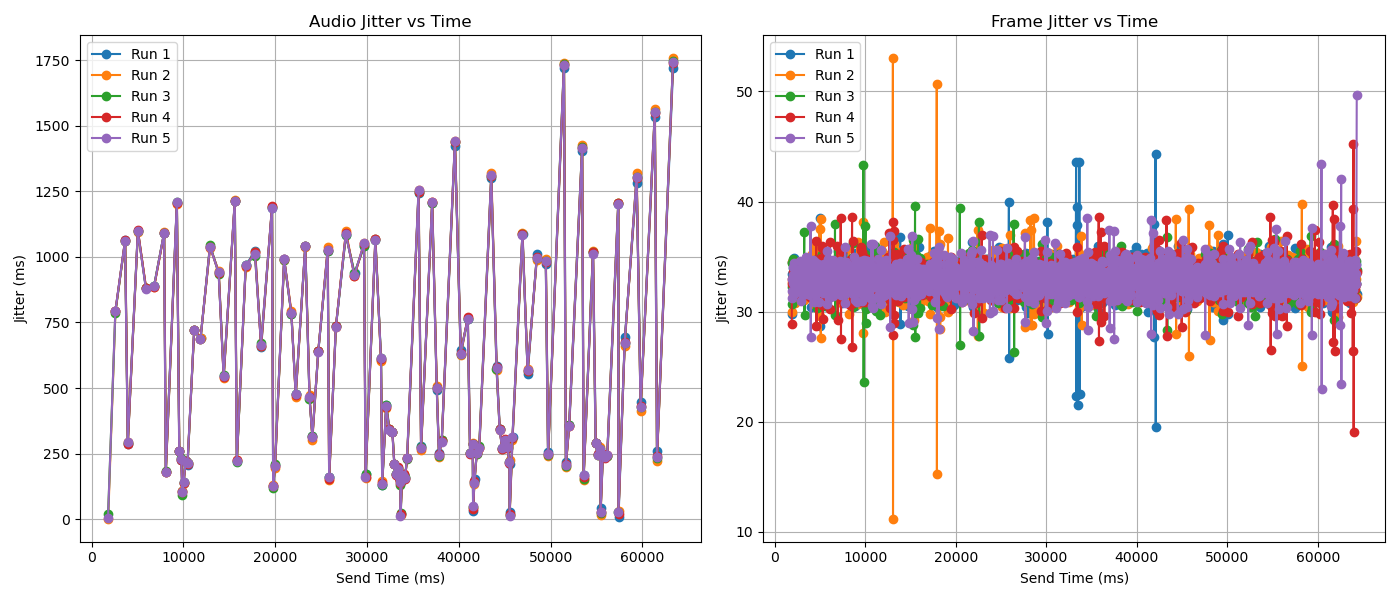 Audio Jitter vs Time
Run 1
Run 2
Run 3
Run 4
Run 5
Jitter (ms)
1750
1500
1250
1000
750
500
250
0
0 10000 20000 30000 40000 50000 60000
Send Time (ms)
Frame Jitter vs Time
Run 1
Run 2
Run 3
Run 4
Run 5
Jitter (ms)
50
40
30
20
10
0 10000 20000 30000 40000 50000 60000
Send Time (ms)